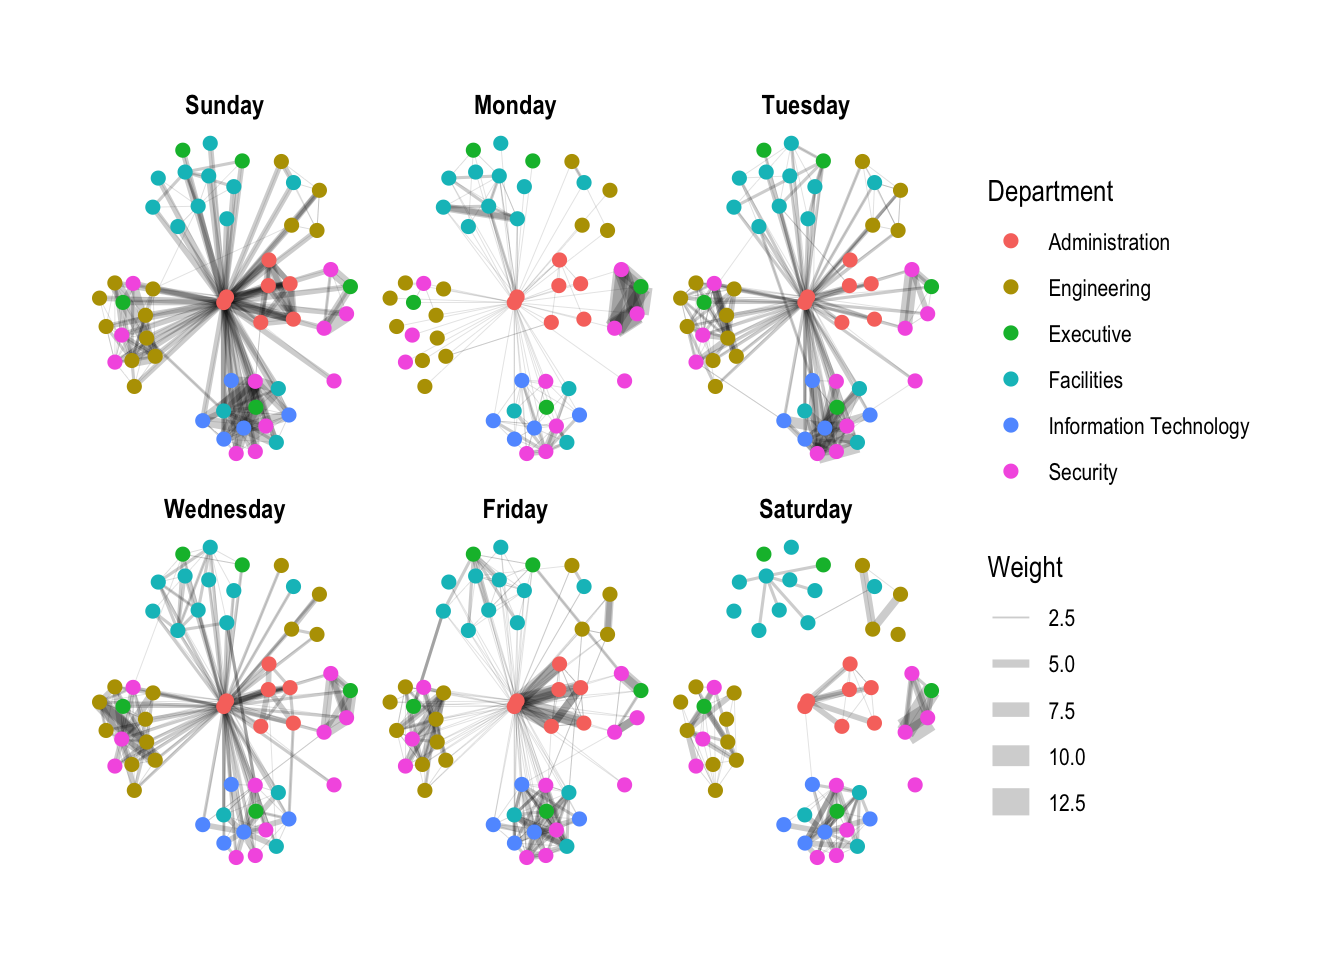 Sunday
Monday
Tuesday
Wednesday
Friday
Saturday
Department
Administration
Engineering
Executive
Facilities
Information Technology
Security
Weight
2.5
5.0
7.5
10.0
12.5